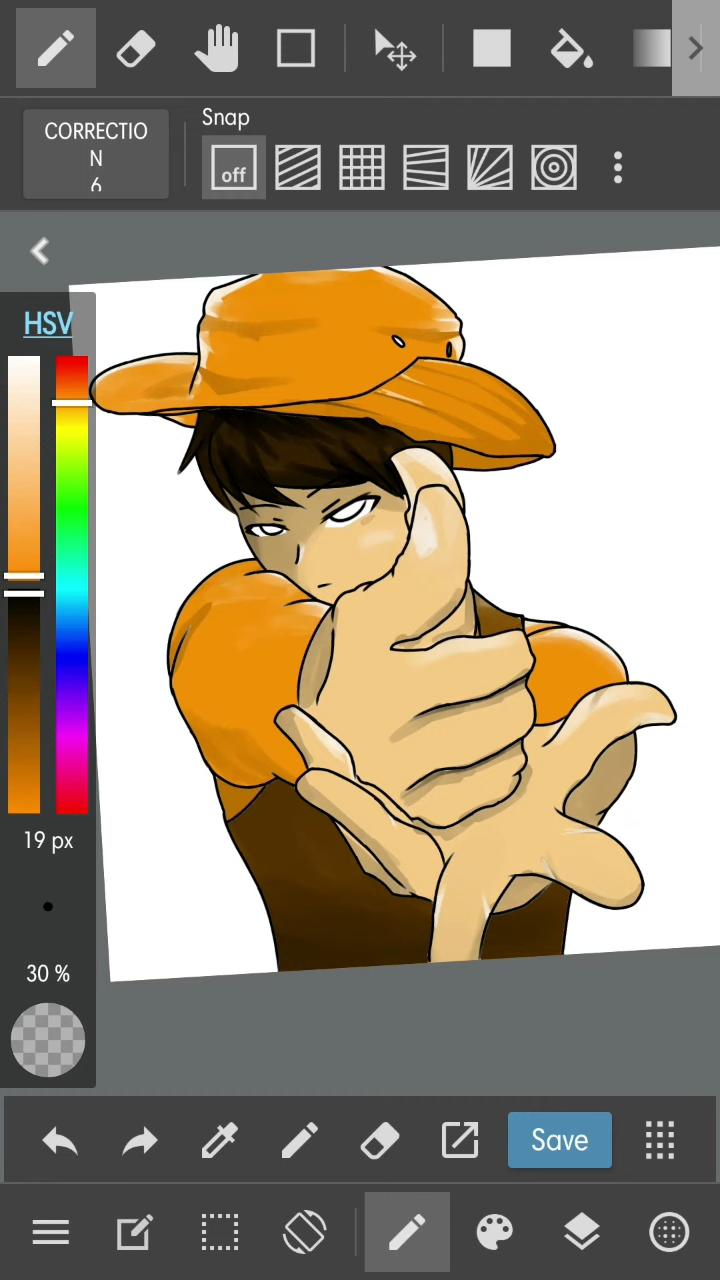 CORRECTIO
N
6
Snap
off
HSV
19 px
30 %
Save